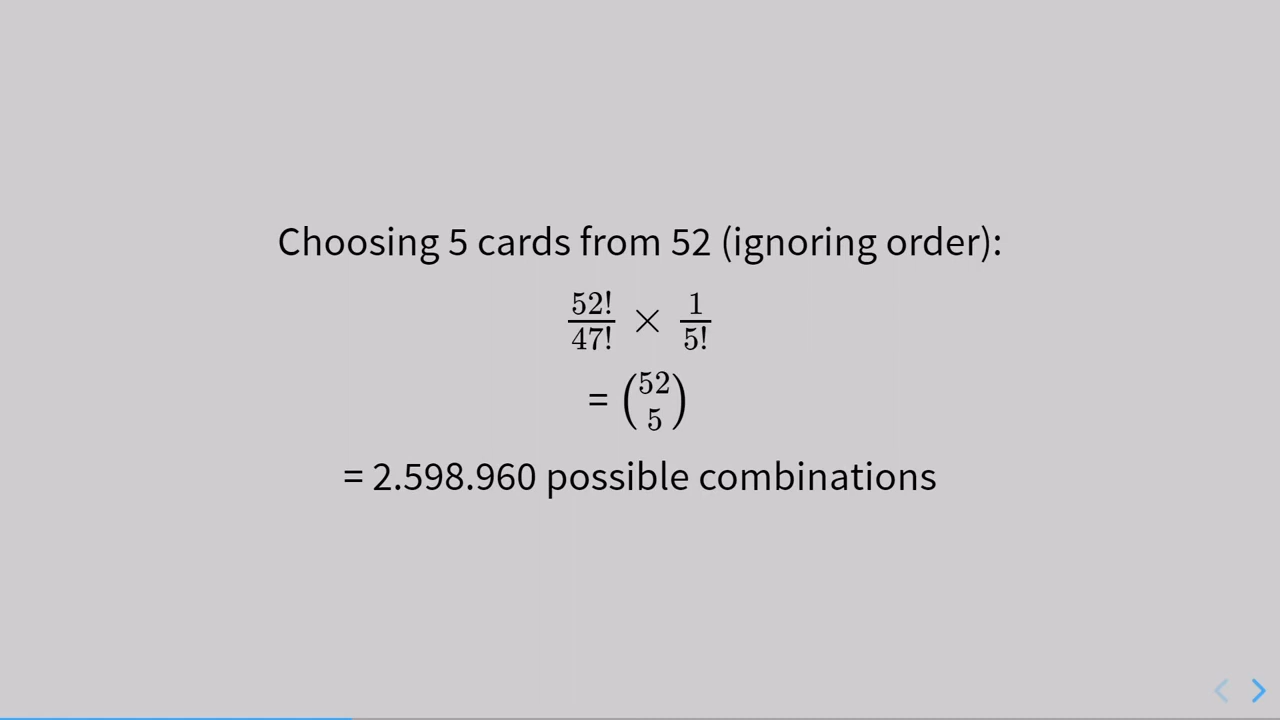 Choosing 5 cards from 52 (ignoring order):
52!/47! × 1/5!
= (52 5)
= 2.598.960 possible combinations